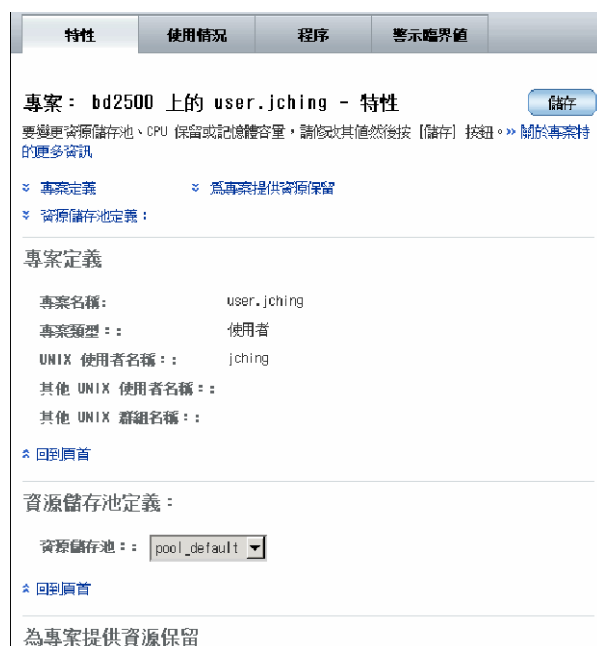 特性 使用情況 程序 警示臨界值
專案： bd2500 上的 user.jching - 特性 儲存
要變更資源儲存池、CPU 保留或記憶體容量，請修改其值然後按 [儲存] 按鈕。» 關於專案特
的更多資訊
專案定義 為專案提供資源保留
資源儲存池定義：
專案定義
專案名稱: user.jching
專案類型：: 使用者
UNIX 使用者名稱：: jching
其他 UNIX 使用者名稱：:
其他 UNIX 群組名稱：:
回到頁首
資源儲存池定義：
資源儲存池：: pool_default
回到頁首
為專案提供資源保留